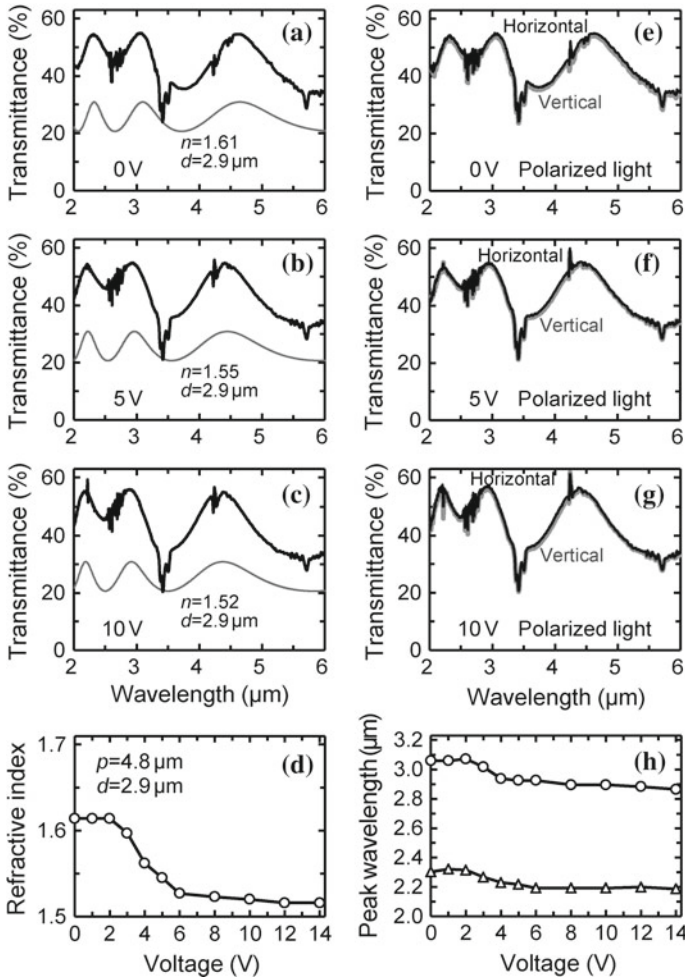 Transmittance (%)
60
40
20
0
2
3
4
5
6
(a)
n=1.61
d=2.9 μm
0 V
Transmittance (%)
60
40
20
0
2
3
4
5
6
(e)
Horizontal
Vertical
0 V Polarized light
Transmittance (%)
60
40
20
0
2
3
4
5
6
(b)
n=1.55
d=2.9 μm
5 V
Transmittance (%)
60
40
20
0
2
3
4
5
6
(f)
Horizontal
Vertical
5 V Polarized light
Transmittance (%)
60
40
20
0
2
3
4
5
6
(c)
n=1.52
d=2.9 μm
10 V
Wavelength (μm)
Transmittance (%)
60
40
20
0
2
3
4
5
6
(g)
Horizontal
Vertical
10 V Polarized light
Wavelength (μm)
Refractive index
1.7
1.6
1.5
0 2 4 6 8 10 12 14
(d)
p=4.8 μm
d=2.9 μm
Voltage (V)
Peak wavelength (μm)
3.2
3.0
2.8
2.6
2.4
2.2
2.0
0 2 4 6 8 10 12 14
(h)
Voltage (V)